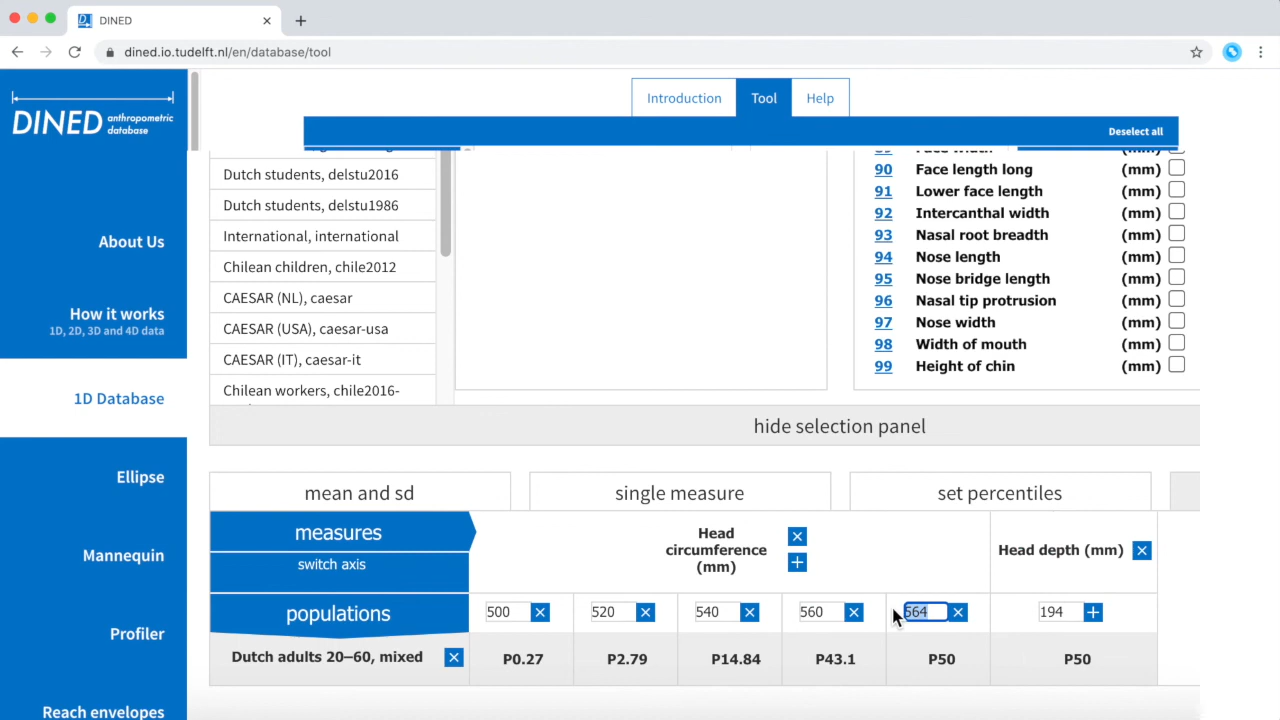 DINED
dined.io.tudelft.nl/en/database/tool
DINED anthropometric database
Introduction
Tool
Help
Deselect all
About Us
How it works
1D, 2D, 3D and 4D data
1D Database
Ellipse
Mannequin
Profiler
Reach envelopes
Dutch students, delstu2016
Dutch students, delstu1986
International, international
Chilean children, chile2012
CAESAR (NL), caesar
CAESAR (USA), caesar-usa
CAESAR (IT), caesar-it
Chilean workers, chile2016-
89 Face width (mm)
90 Face length long (mm)
91 Lower face length (mm)
92 Intercanthal width (mm)
93 Nasal root breadth (mm)
94 Nose length (mm)
95 Nose bridge length (mm)
96 Nasal tip protrusion (mm)
97 Nose width (mm)
98 Width of mouth (mm)
99 Height of chin (mm)
hide selection panel
mean and sd
single measure
set percentiles
measures
switch axis
Head
circumference
(mm)
Head depth (mm)
populations
500 520 540 560 564 194
Dutch adults 20–60, mixed
P0.27 P2.79 P14.84 P43.1 P50 P50